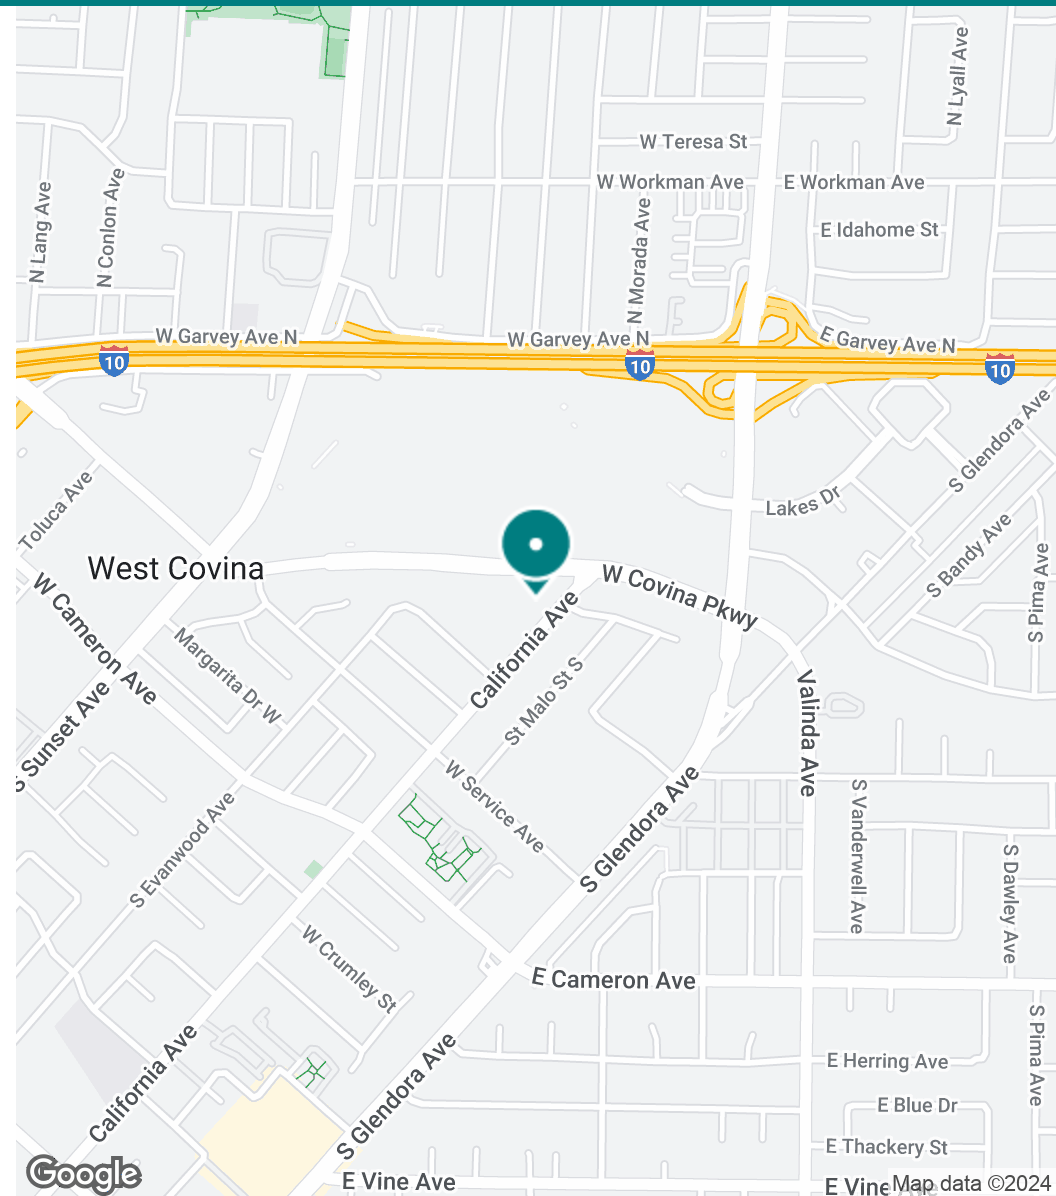 N Lyall Ave
W Teresa St
W Workman Ave
E Workman Ave
N Lang Ave
N Conlon Ave
N Morada Ave
E Idahome St
W Garvey Ave N
W Garvey Ave N
E Garvey Ave N
10
10
10
S Glendora Ave
Toluca Ave
Lakes Dr
S Bandy Ave
S Pima Ave
West Covina
W Covina Pkwy
W Cameron Ave
California Ave
Margarita Dr W
St Malo St S
Valinda Ave
S Sunset Ave
W Service Ave
S Glendora Ave
S Vanderwell Ave
S Evanwood Ave
S Dawley Ave
W Crumley St
E Cameron Ave
California Ave
S Glendora Ave
S Pima Ave
E Herring Ave
E Blue Dr
E Thackery St
Google
E Vine Ave
E Vine Ave
Map data ©2024